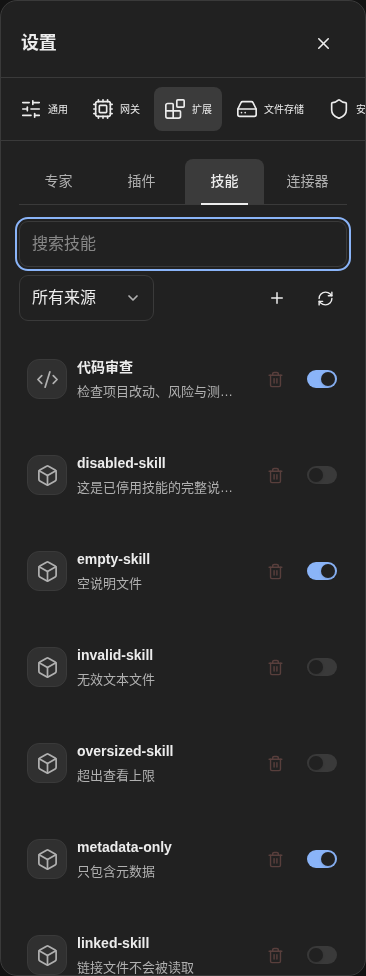 设置
通用
网关
扩展
文件存储
安
专家
插件
技能
连接器
搜索技能
所有来源
代码审查
检查项目改动、风险与测…
disabled-skill
这是已停用技能的完整说…
empty-skill
空说明文件
invalid-skill
无效文本文件
oversized-skill
超出查看上限
metadata-only
只包含元数据
linked-skill
链接文件不会被读取